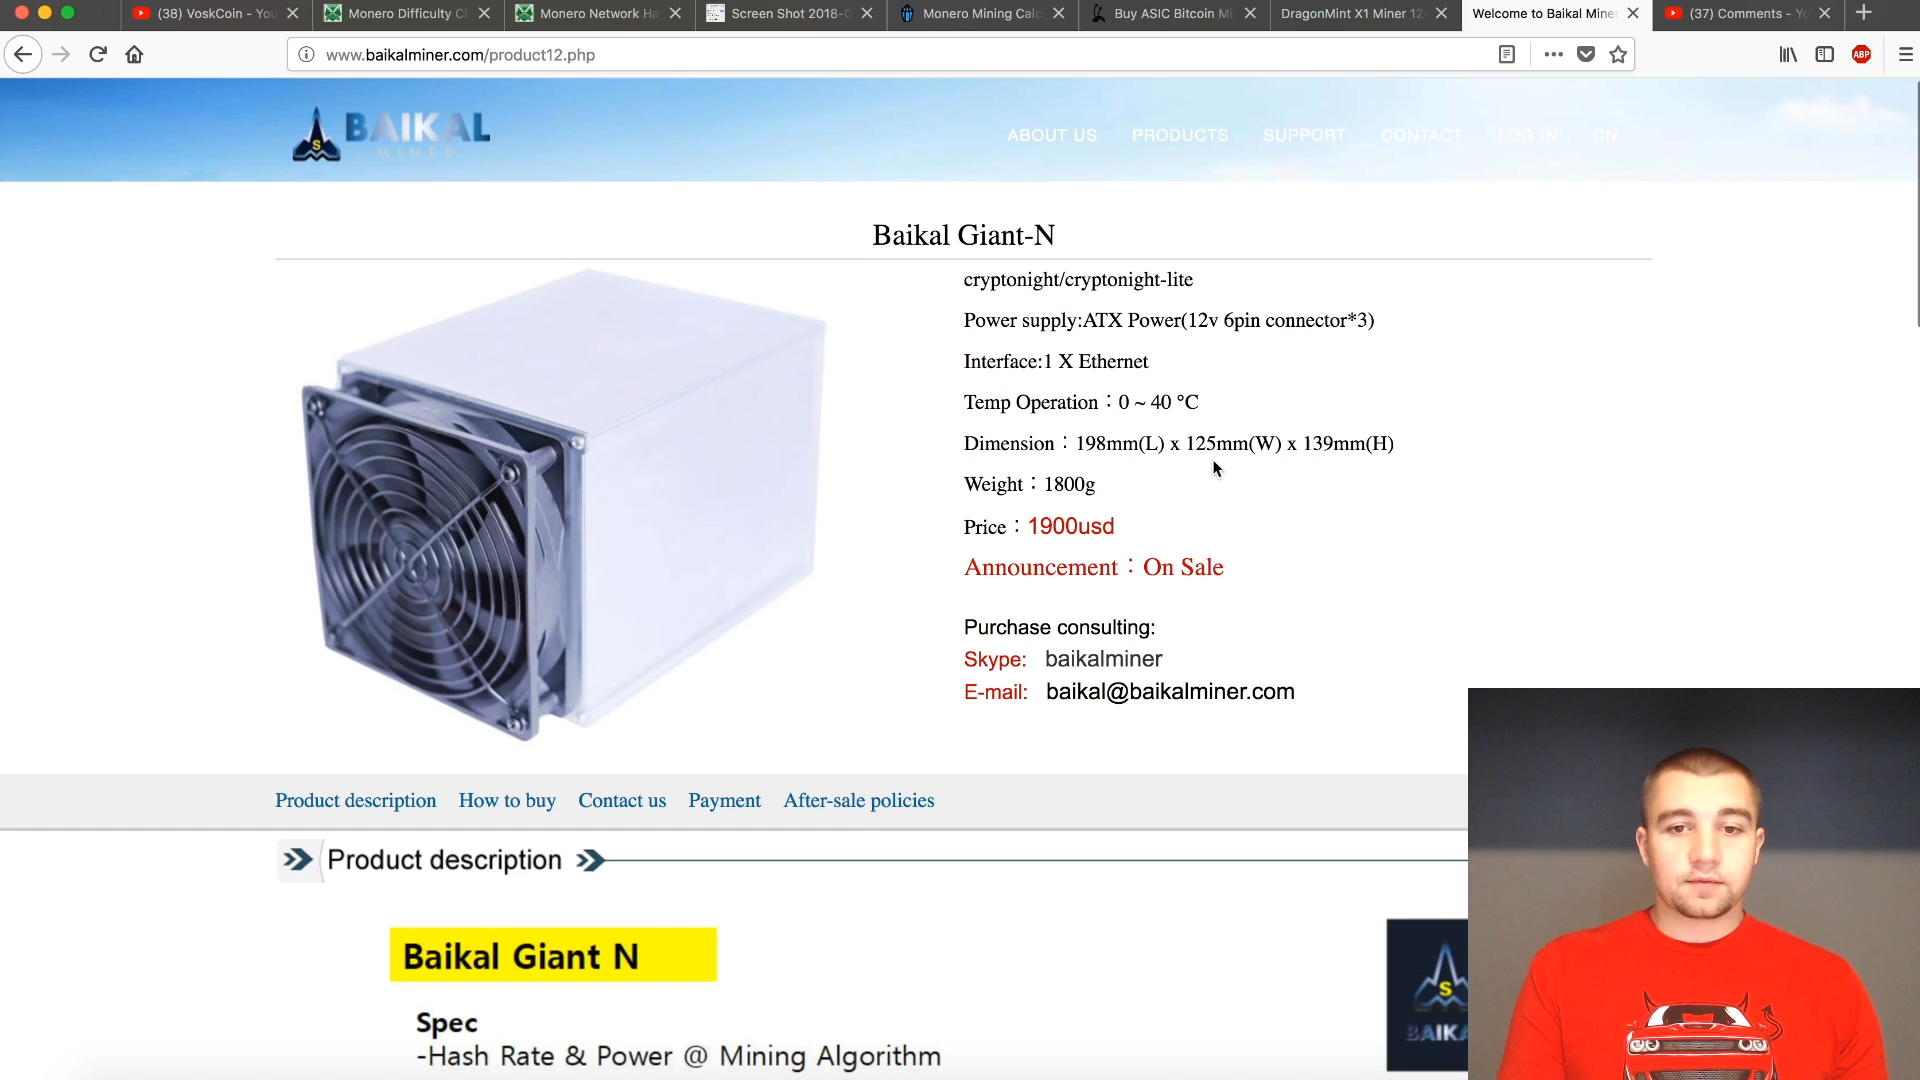 (38) VoskCoin - You
Monero Difficulty Ch
Monero Network Ha
Screen Shot 2018-0
Monero Mining Calc
Buy ASIC Bitcoin Mi
DragonMint X1 Miner 12
Welcome to Baikal Mine
(37) Comments - Yo
www.baikalminer.com/product12.php
ABP
BAIKAL
MINER
S
ABOUT US PRODUCTS SUPPORT CONTACT LOG IN CN
Baikal Giant-N
cryptonight/cryptonight-lite
Power supply:ATX Power(12v 6pin connector*3)
Interface:1 X Ethernet
Temp Operation：0 ~ 40 °C
Dimension：198mm(L) x 125mm(W) x 139mm(H)
Weight：1800g
Price：1900usd
Announcement：On Sale
Purchase consulting:
Skype: baikalminer
E-mail: baikal@baikalminer.com
Product description How to buy Contact us Payment After-sale policies
Product description
Baikal Giant N
S
BAIKA
Spec
-Hash Rate & Power @ Mining Algorithm